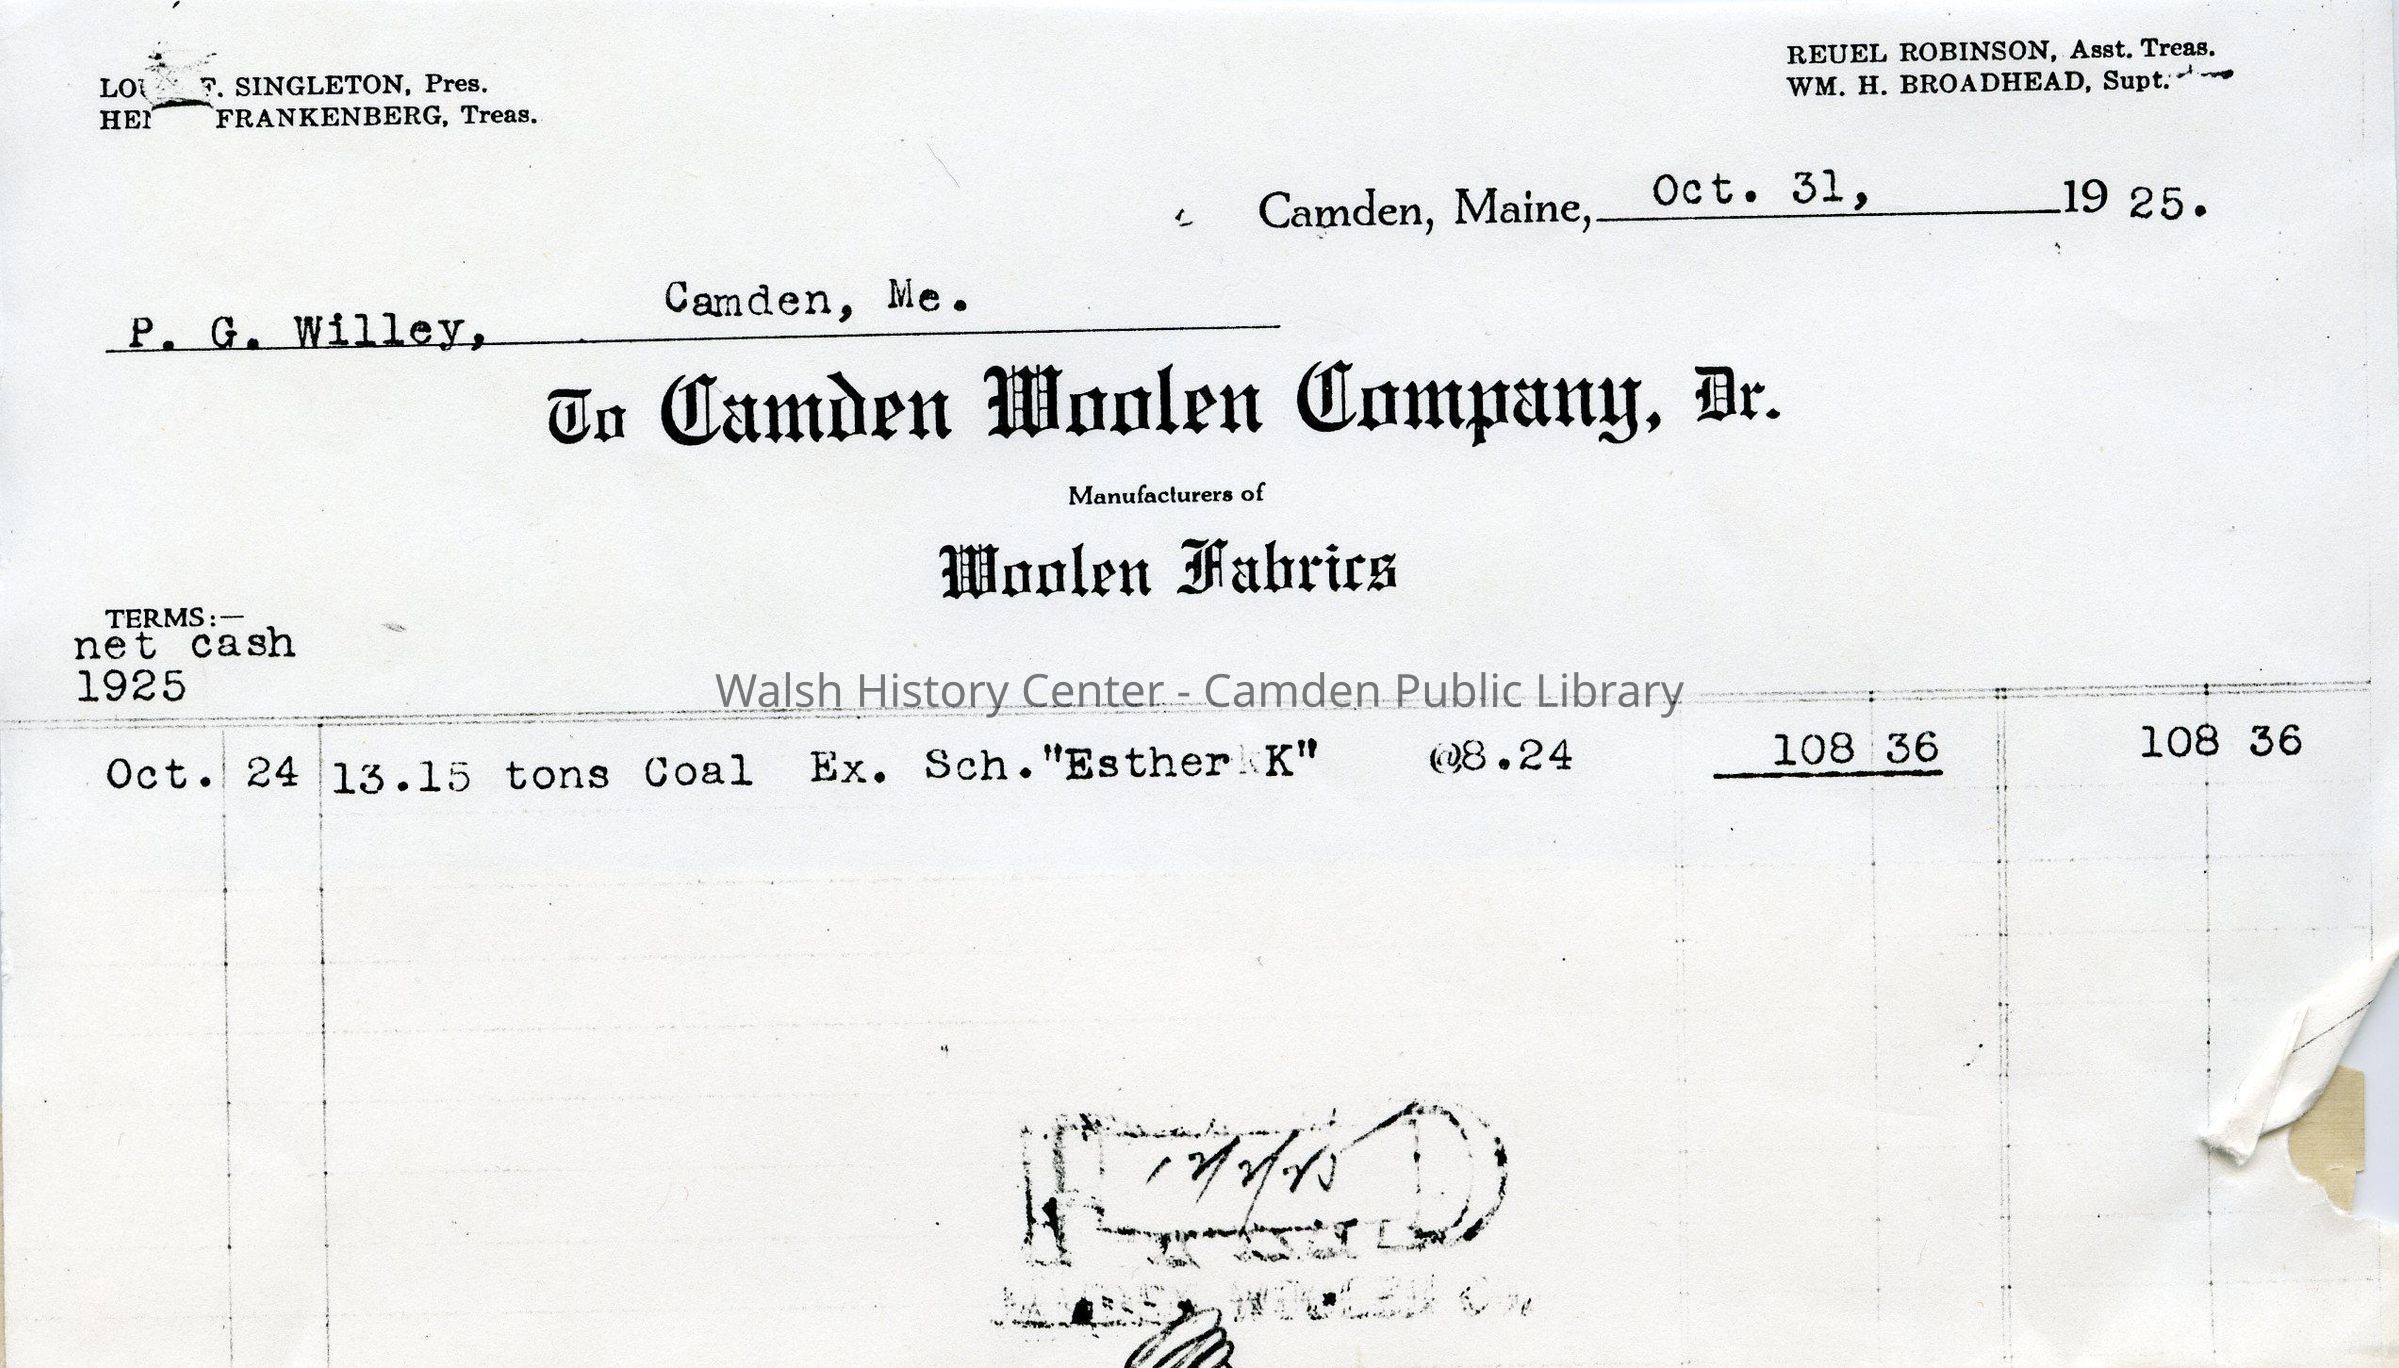 F. SINGLETON, Pres.
FRANKENBERG, Treas.
REUEL ROBINSON, Asst. Treas.
WM. H. BROADHEAD, Supt.
Camden, Maine, Oct. 31, 19 25.
P. G. Willey, Camden, Me.
To Camden Woolen Company, Dr.
Manufacturers of
Woolen Fabrics
TERMS:—
net cash
1925
Walsh History Center - Camden Public Library
Oct. 24 13.15 tons Coal Ex. Sch."Esther K" @8.24 108 36 108 36